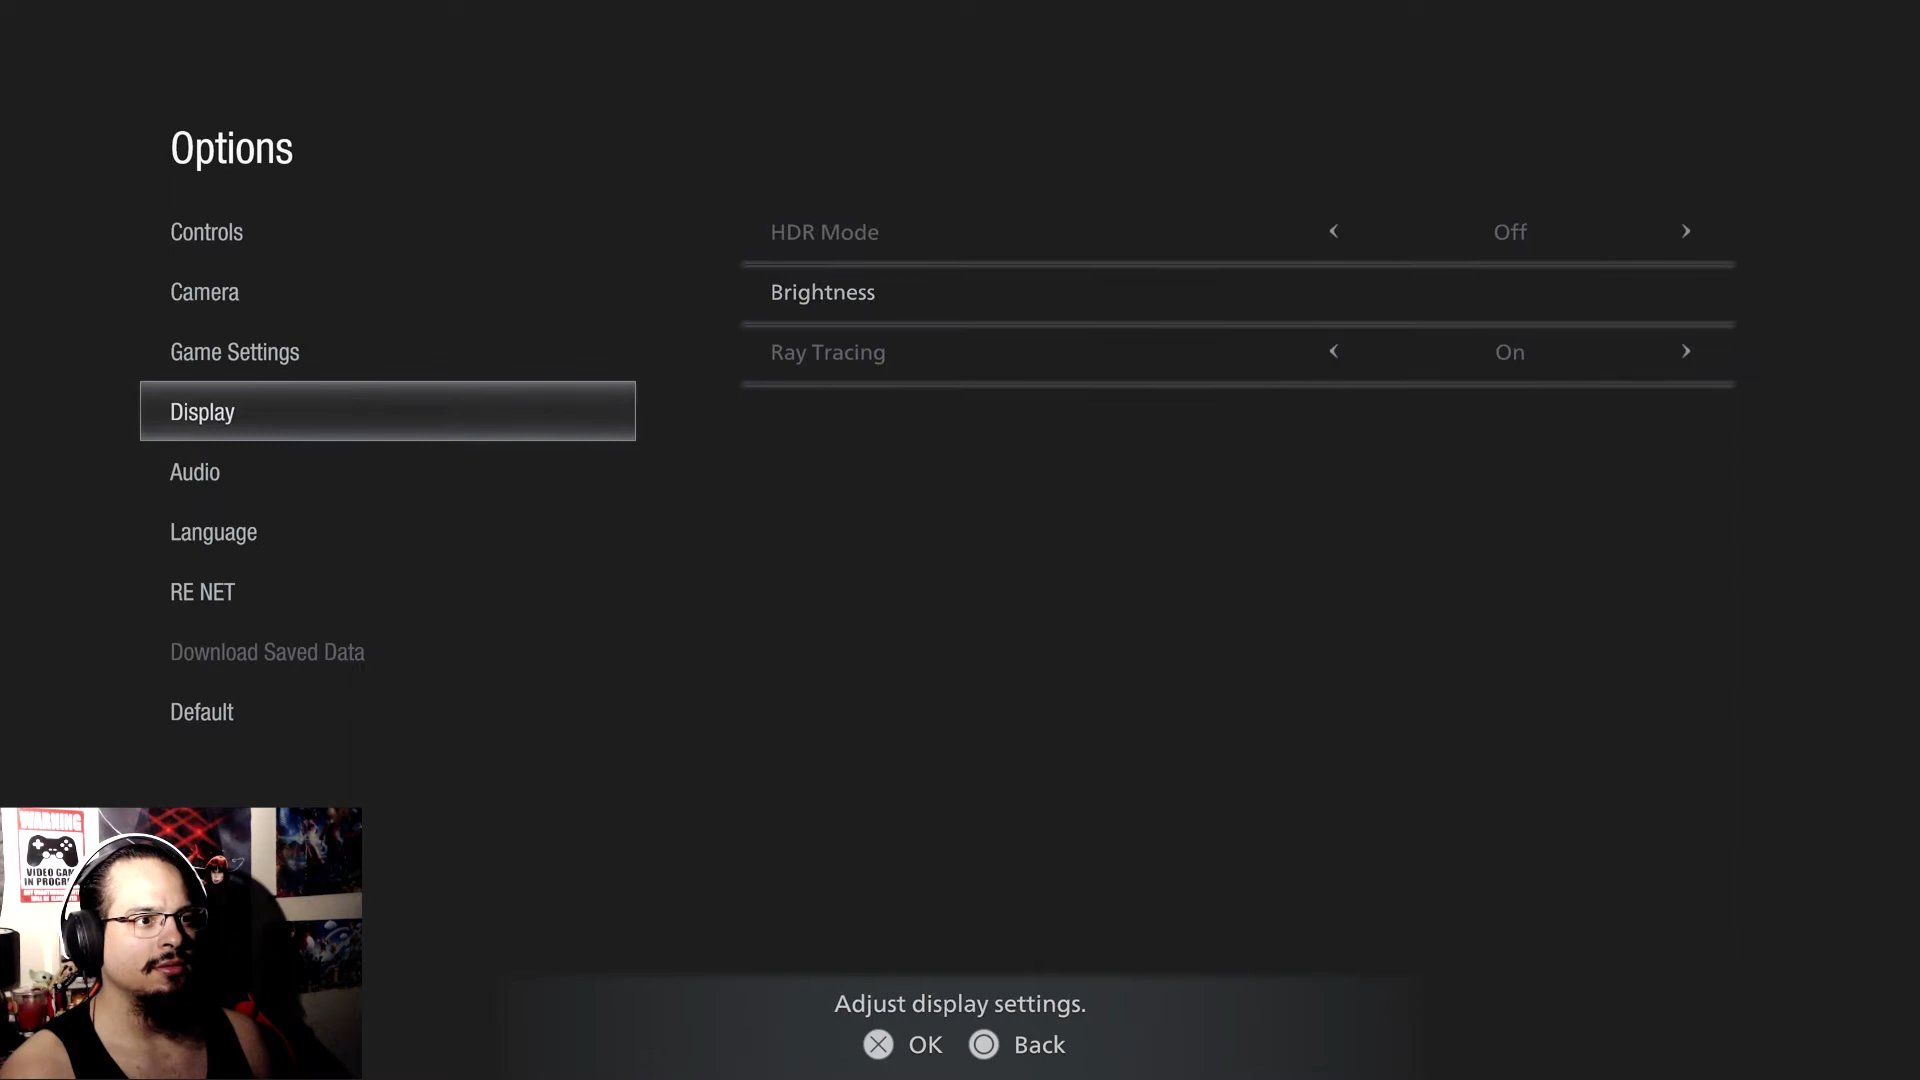 Options
Controls
Camera
Game Settings
Display
Audio
Language
RE NET
Download Saved Data
Default
HDR Mode Off
Brightness
Ray Tracing On
WARNING
VIDEO GAM
IN PROGR
Adjust display settings.
OK Back